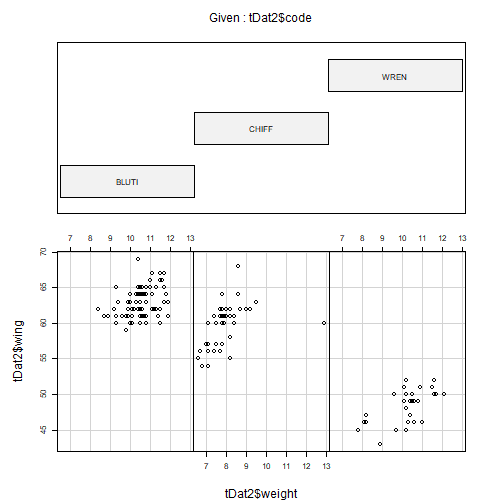 Given : tDat2$code
WREN
CHIFF
BLUTI
7 8 9 10 11 12 13 7 8 9 10 11 12 13
70
65
60
55
50
45
tDat2$wing
7 8 9 10 11 12 13
tDat2$weight